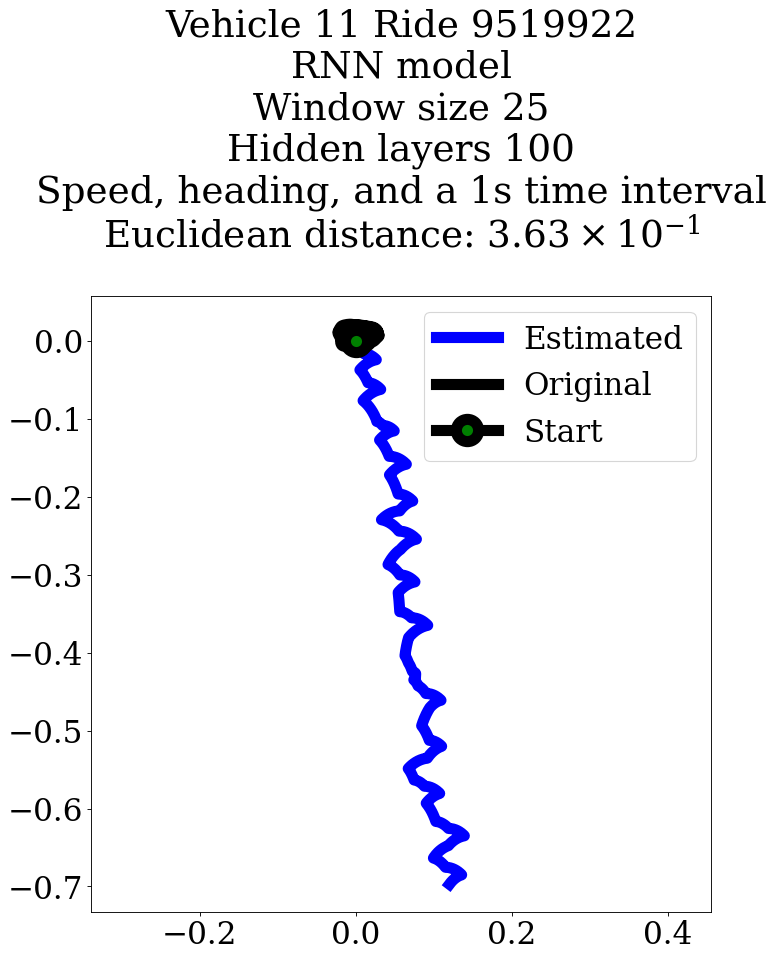 Vehicle 11 Ride 9519922
RNN model
Window size 25
Hidden layers 100
Speed, heading, and a 1s time interval
Euclidean distance: 3.63 × 10⁻¹
Estimated
Original
Start
0.0
−0.1
−0.2
−0.3
−0.4
−0.5
−0.6
−0.7
−0.2 0.0 0.2 0.4